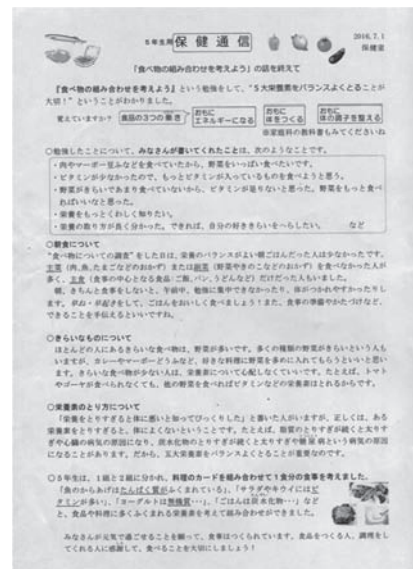 5年生用 保健通信
2016.7.1
保健室
「食べ物の組み合わせを考えよう」の話を終えて
『食べ物の組み合わせを考えよう』という勉強をして、"5大栄養素をバランスよくとることが
大切!" ということがわかりました。
覚えていますか? 食品の3つの働き おもにエネルギーになる おもに体をつくる おもに体の調子を整える
※家庭科の教科書もみてくださいね
○勉強したことについて、みなさんが書いてくれたことは、次のようなことです。
・肉やマーボー豆ふなどを食べていたから、野菜をいっぱい食べたいです。
・ビタミンが少なかったので、もっとビタミンが入っているものを食べようと思う。
・野菜がきらいであまり食べていないから、ビタミンが足りないと思った。野菜をもっと食べ
ればいいなと思った。
・栄養をもっとくわしく知りたい。
・栄養の取り方が良く分かった。できれば、自分の好ききらいをへらしたい。 など
○朝食について
"食べ物についての調査"をした日は、栄養のバランスがよい朝ごはんだった人は少なかったです。
主菜(肉、魚、たまごなどのおかず)または副菜(野菜やきのこなどのおかず)を食べなかった人が
多く、主食(食事の中心となる食品:ご飯、パン、うどんなど)だけだった人もいました。
朝、きちんと食事をしないと、午前中、勉強に集中できなかったり、体がつかれやすかったりし
ます。早ね・早起きをして、ごはんをおいしく食べましょう!また、食事の準備やかたづけなど、
できることを手伝えるといいですね。
○きらいなものについて
ほとんどの人にあるきらいな食べ物は、野菜が多いです。多くの種類の野菜がきらいという人も
いますが、カレーやマーボーどうふなど、好きな料理に野菜を多めに入れてもらうといいと思い
ます。きらいな食べ物が少ない人は、栄養素について心配しなくていいです。たとえば、トマト
やゴーヤが食べられなくても、他の野菜を食べればビタミンなどの栄養素はとれるからです。
○栄養素のとり方について
「栄養をとりすぎると体に悪いと知ってびっくりした」と書いた人がいますが、正しくは、ある
栄養素をとりすぎると、体によくないということです。たとえば、脂質のとりすぎが続くと太りす
ぎや心臓の病気の原因になり、炭水化物のとりすぎが続くと太りすぎや糖尿病という病気の原因
になることがあります。だから、五大栄養素をバランスよくとることが重要なのです。
○5年生は、1組と2組に分かれ、料理のカードを組み合わせて1食分の食事を考えました。
「魚のからあげはたんぱく質がふくまれている」、「サラダやキウイにはビ
タミンが多い」、「ヨーグルトは無機質・・・」、「ごはんは炭水化物・・・」など
と、食品や料理に多くふくまれる栄養素を考えて組み合わせができました。
みなさんが元気で過ごせることを願って、食事はつくられています。食品をつくる人、調理をし
てくれる人に感謝して、食べることを大切にしましょう!